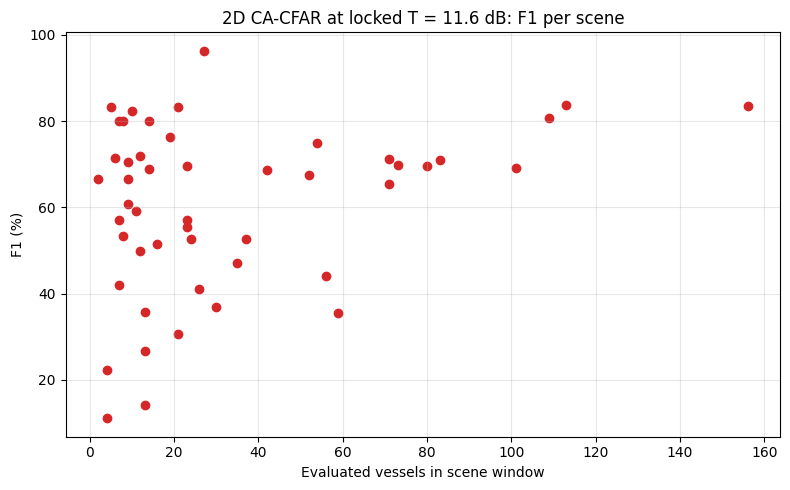 2D CA-CFAR at locked T = 11.6 dB: F1 per scene
100
80
60
40
20
F1 (%)
0 20 40 60 80 100 120 140 160
Evaluated vessels in scene window